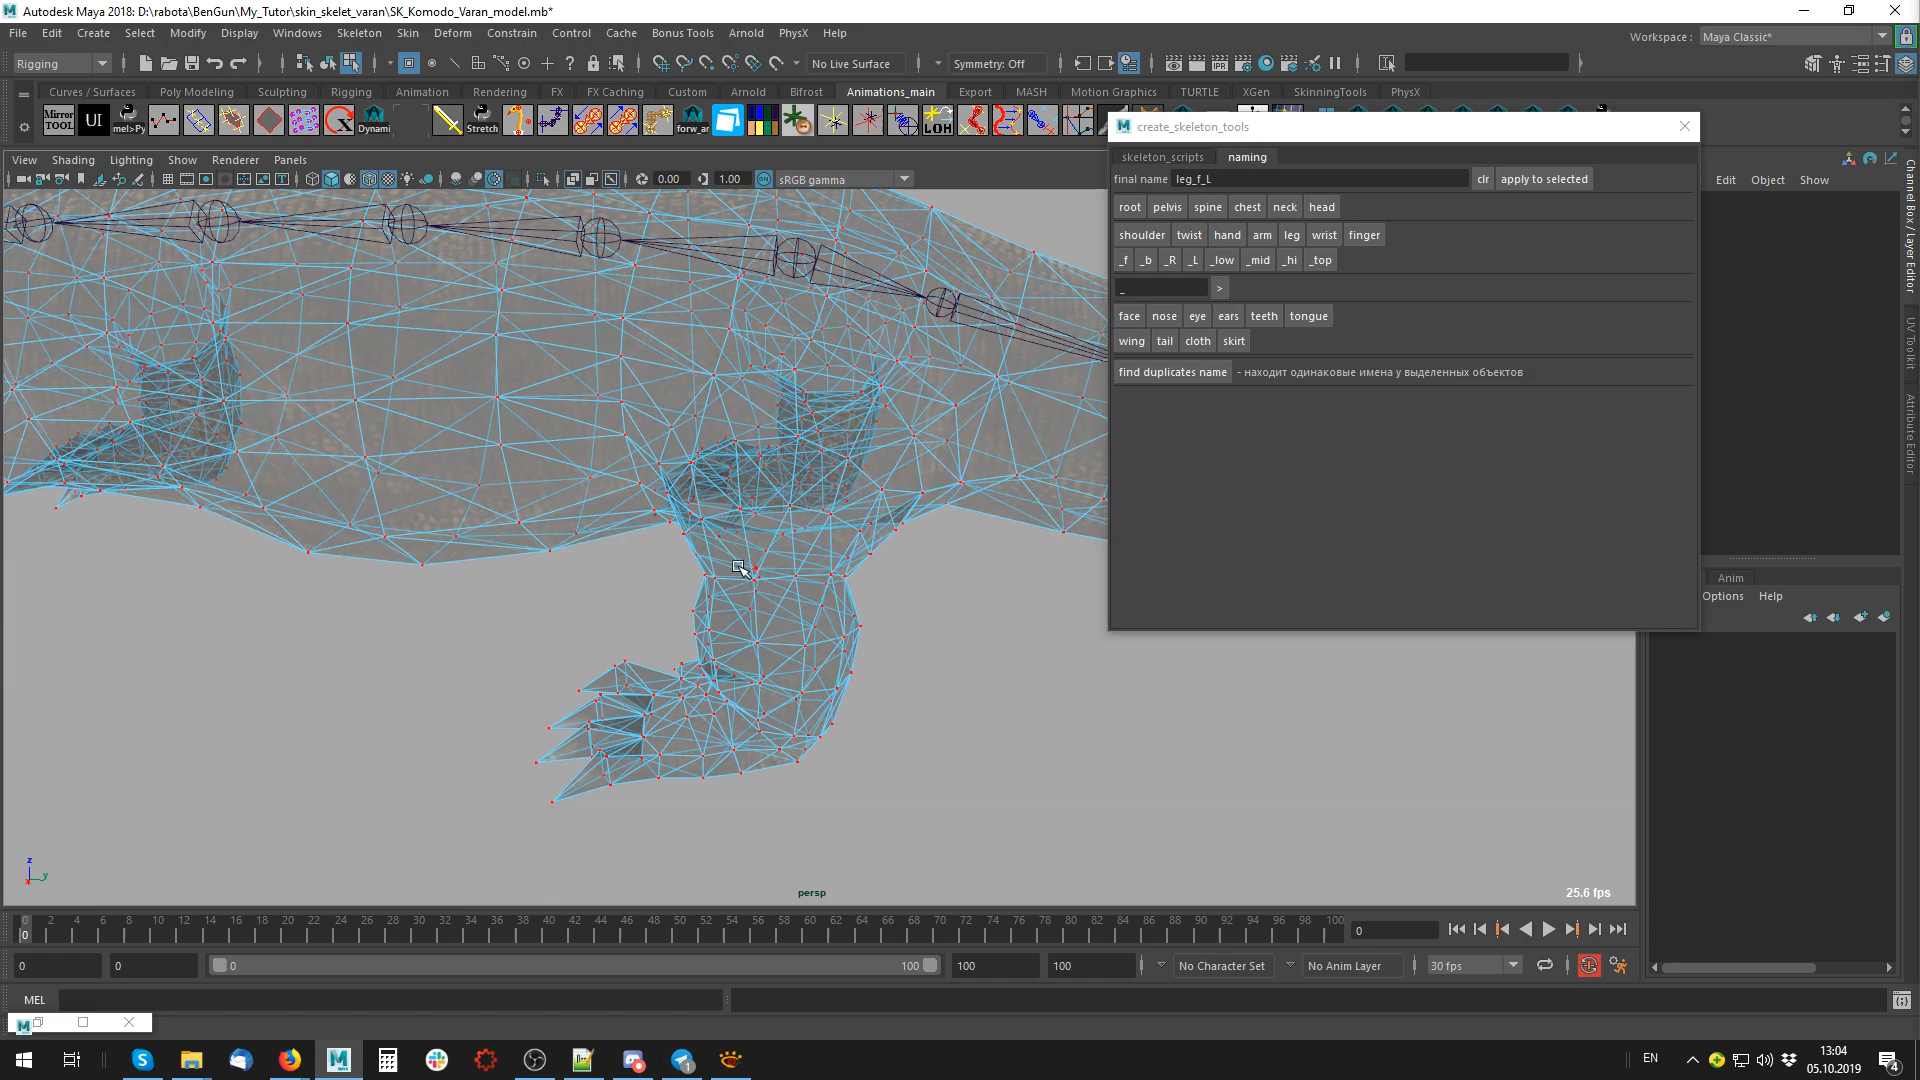 Autodesk Maya 2018: D:\rabota\BenGun\My_Tutor\skin_skelet_varan\SK_Komodo_Varan_model.mb*
File Edit Create Select Modify Display Windows Skeleton Skin Deform Constrain Control Cache Bonus Tools Arnold PhysX Help
Workspace : Maya Classic*
Rigging
No Live Surface
Symmetry: Off
Curves / Surfaces Poly Modeling Sculpting Rigging Animation Rendering FX FX Caching Custom Arnold Bifrost Animations_main Export MASH Motion Graphics TURTLE XGen SkinningTools PhysX
Mirror TOOL
UI
mel>Py
Dynami
Stretch
forw_ar
LOH
create_skeleton_tools
skeleton_scripts naming
View Shading Lighting Show Renderer Panels
0.00 1.00 sRGB gamma
final name leg_f_L clr apply to selected
Edit Object Show
root pelvis spine chest neck head
shoulder twist hand arm leg wrist finger
_f _b _R _L _low _mid _hi _top
_ >
face nose eye ears teeth tongue
wing tail cloth skirt
find duplicates name - находит одинаковые имена у выделенных объектов
Channel Box / Layer Editor
UV Toolkit
Attribute Editor
Anim
Options Help
z
y
x
persp
25.6 fps
0 2 4 6 8 10 12 14 16 18 20 22 24 26 28 30 32 34 36 38 40 42 44 46 48 50 52 54 56 58 60 62 64 66 68 70 72 74 76 78 80 82 84 86 88 90 92 94 96 98 100
0
0
0 0 0 100 100 100 No Character Set No Anim Layer 30 fps
MEL
EN
13:04
05.10.2019
1
4